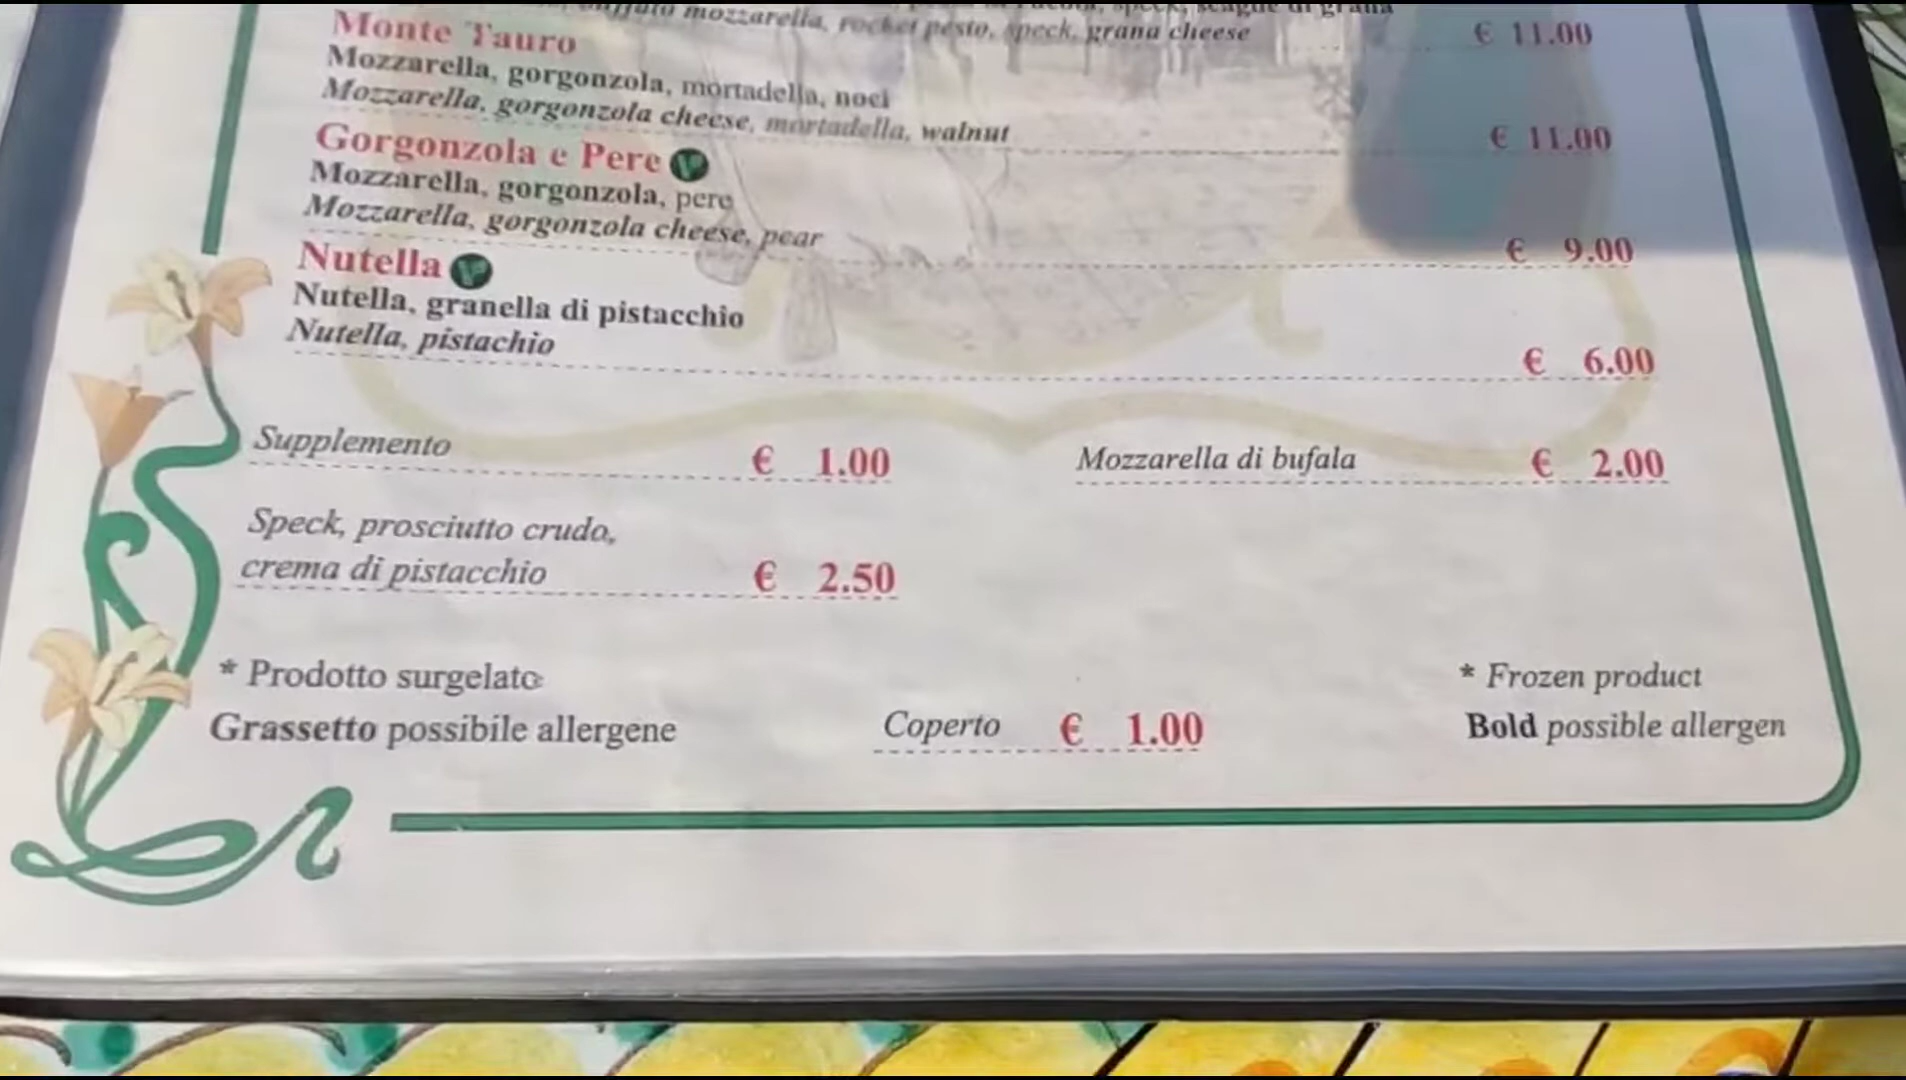 mozzarella, rocket pesto, speck, grana cheese € 11.00
Monte Tauro
Mozzarella, gorgonzola, mortadella, noci
Mozzarella, gorgonzola cheese, mortadella, walnut € 11.00
Gorgonzola e Pere
Mozzarella, gorgonzola, pere
Mozzarella, gorgonzola cheese, pear € 9.00
Nutella
Nutella, granella di pistacchio
Nutella, pistachio € 6.00
Supplemento € 1.00 Mozzarella di bufala € 2.00
Speck, prosciutto crudo,
crema di pistacchio € 2.50
* Prodotto surgelato * Frozen product
Grassetto possibile allergene Coperto € 1.00 Bold possible allergen